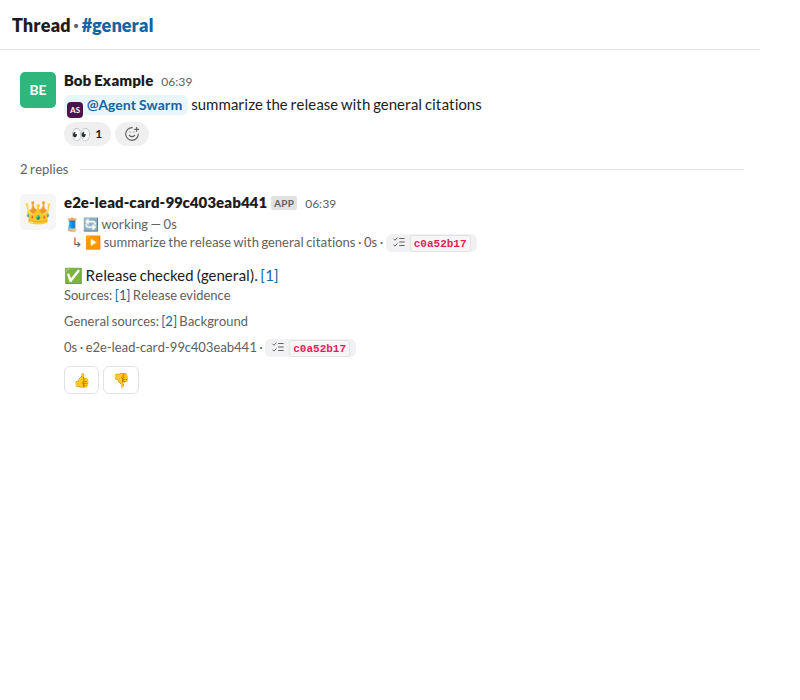 Thread · #general
BE
Bob Example 06:39
AS @Agent Swarm summarize the release with general citations
👀 1
2 replies
e2e-lead-card-99c403eab441 APP 06:39
🧵 🔄 working — 0s
↳ ▶️ summarize the release with general citations · 0s · c0a52b17
✅ Release checked (general). [1]
Sources: [1] Release evidence
General sources: [2] Background
0s · e2e-lead-card-99c403eab441 · c0a52b17
👍 👎